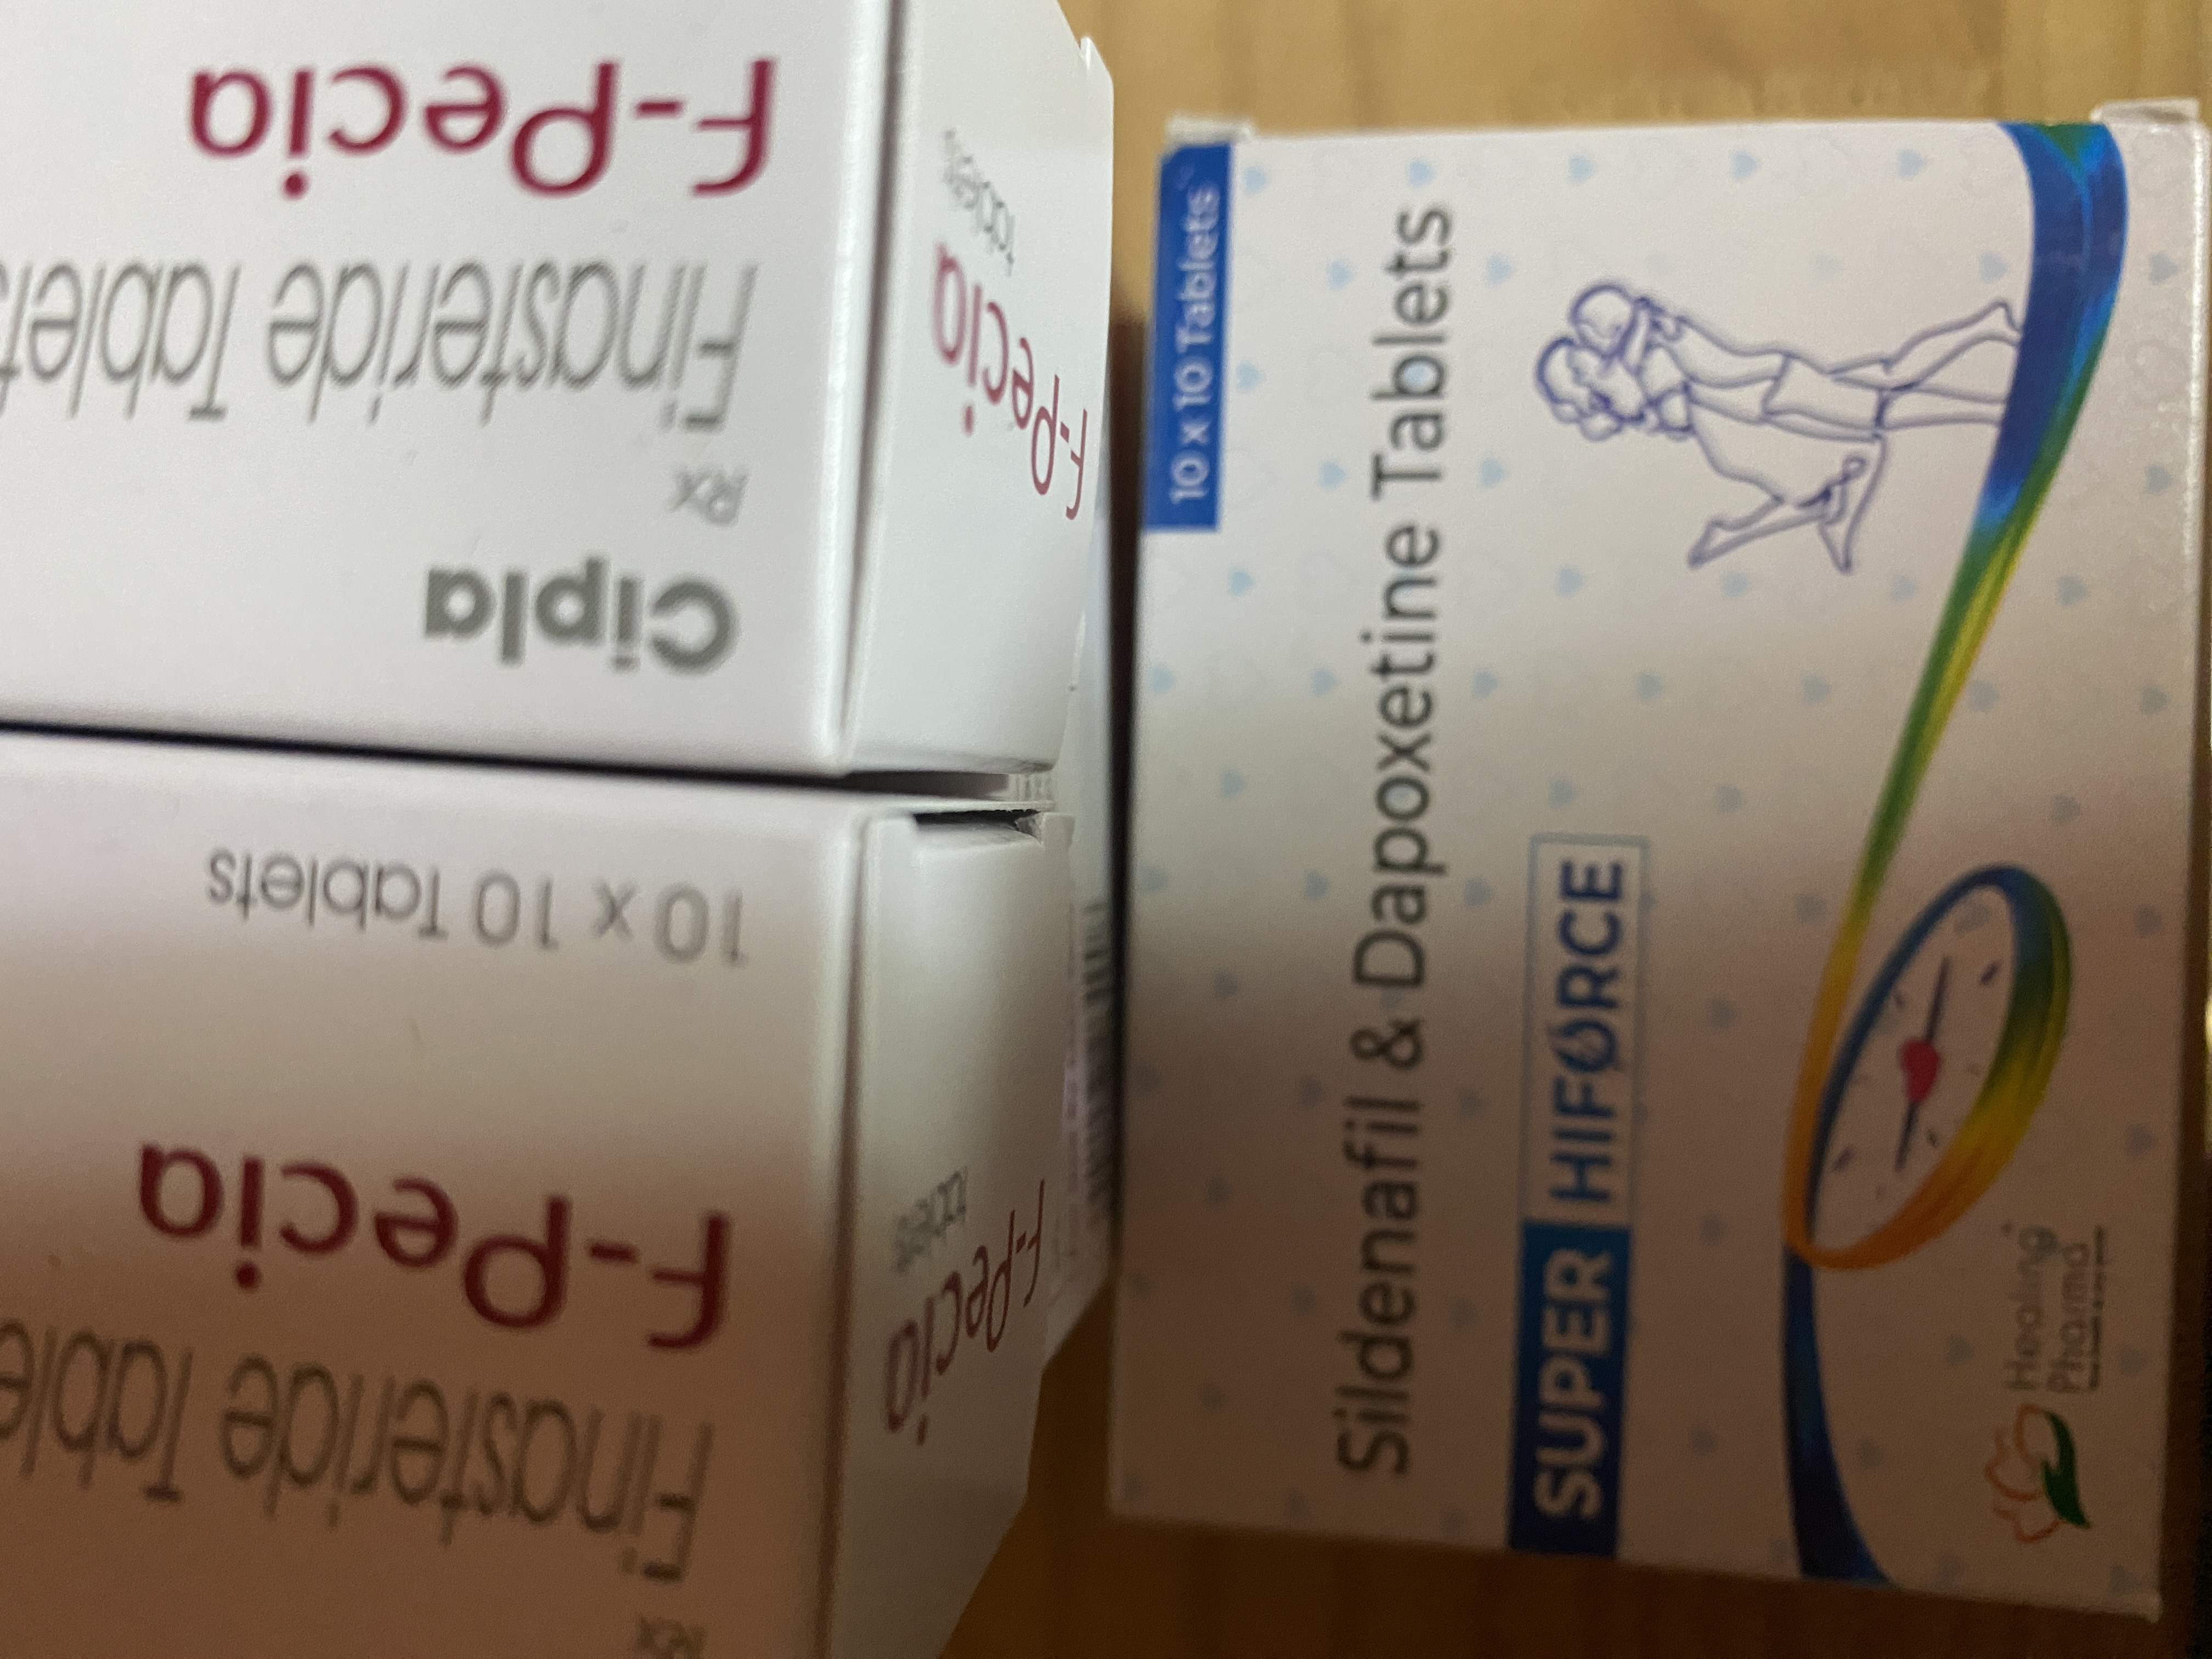 Cipla
Rx
Finasteride Tablets
F-Pecia
F-Pecia
tablets
10 x 10 Tablets
Rx
Finasteride Table
F-Pecia
F-Pecia
tablets
10 x 10 Tablets
Sildenafil & Dapoxetine Tablets
SUPER HIFORCE
Healing
Pharma